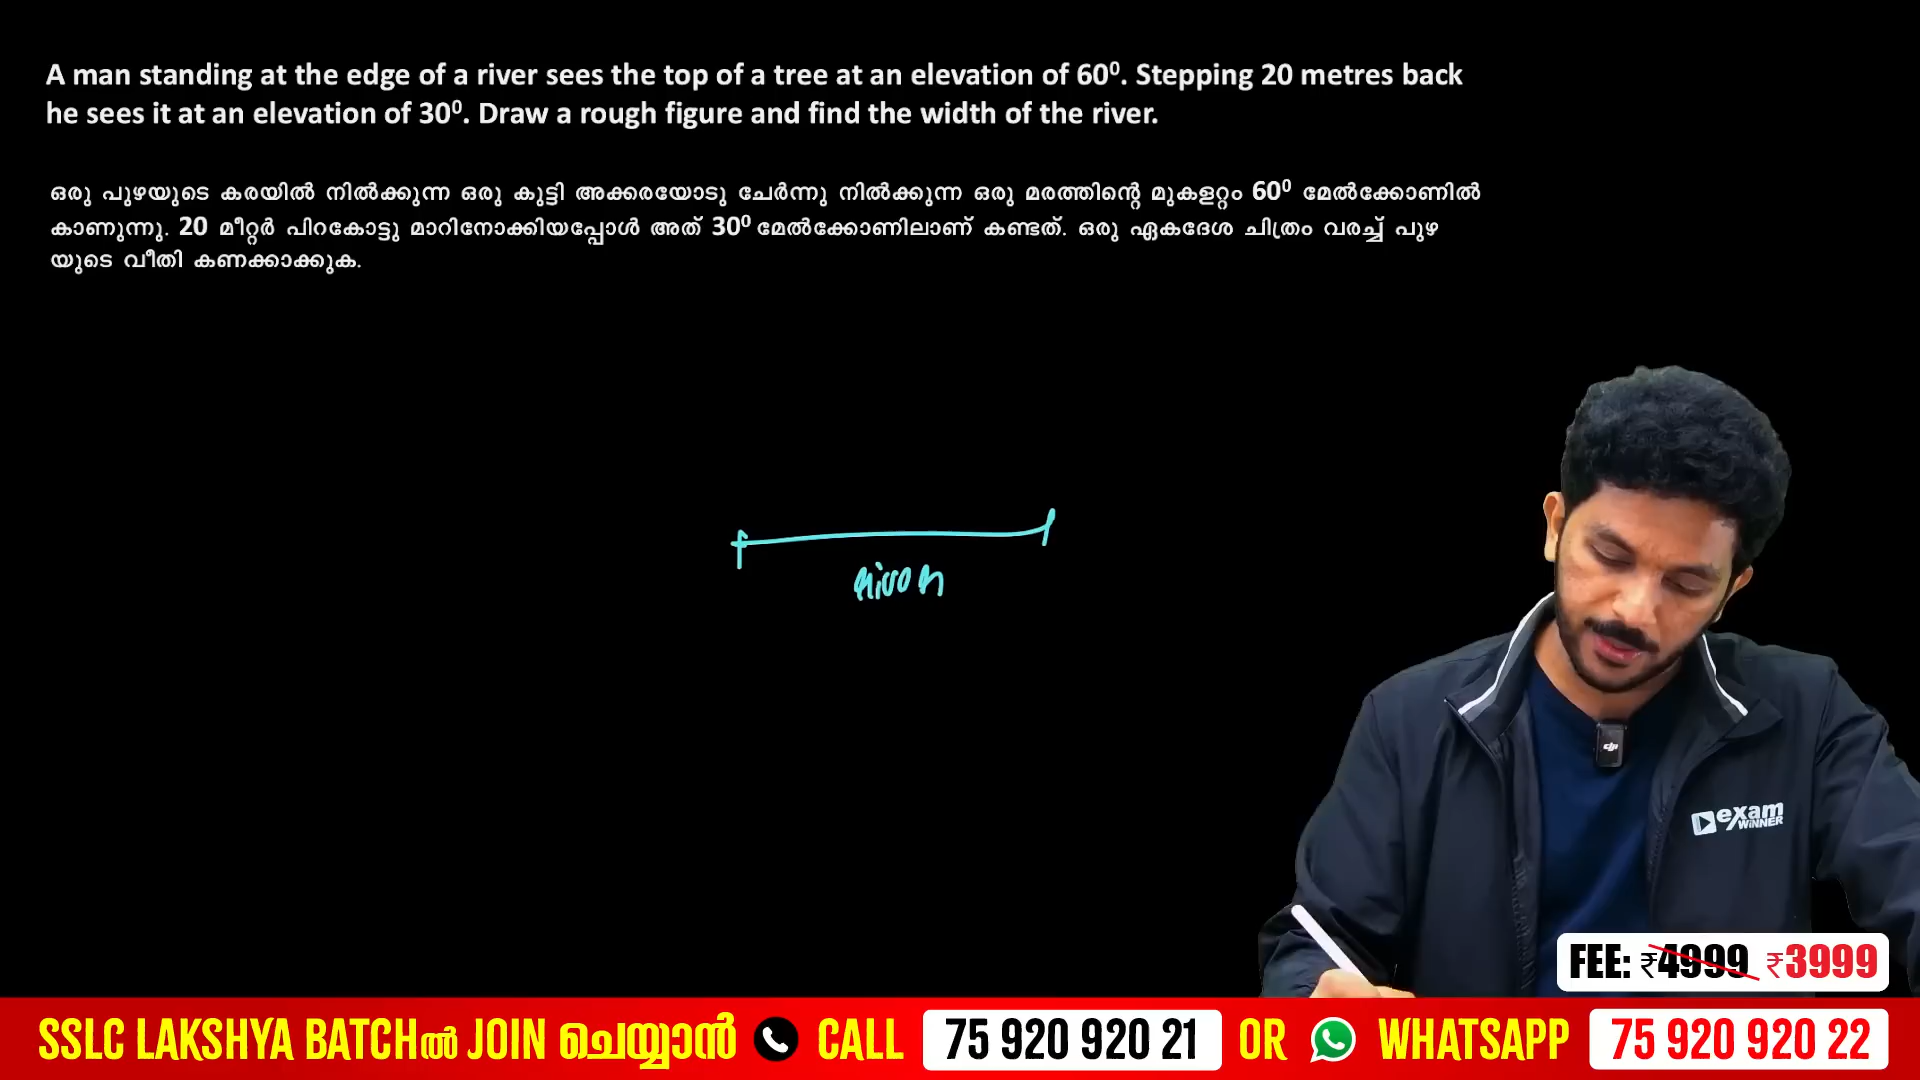 A man standing at the edge of a river sees the top of a tree at an elevation of 60⁰. Stepping 20 metres back
he sees it at an elevation of 30⁰. Draw a rough figure and find the width of the river.
ഒരു പുഴയുടെ കരയിൽ നിൽക്കുന്ന ഒരു കുട്ടി അക്കരയോടു ചേർന്നു നിൽക്കുന്ന ഒരു മരത്തിന്റെ മുകളറ്റം 60⁰ മേൽക്കോണിൽ
കാണുന്നു. 20 മീറ്റർ പിറകോട്ടു മാറിനോക്കിയപ്പോൾ അത് 30⁰ മേൽക്കോണിലാണ് കണ്ടത്. ഒരു ഏകദേശ ചിത്രം വരച്ച് പുഴ
യുടെ വീതി കണക്കാക്കുക.
exam
WINNER
FEE: ₹4999 ₹3999
SSLC LAKSHYA BATCHൽ JOIN ചെയ്യാൻ CALL 75 920 920 21 OR WHATSAPP 75 920 920 22